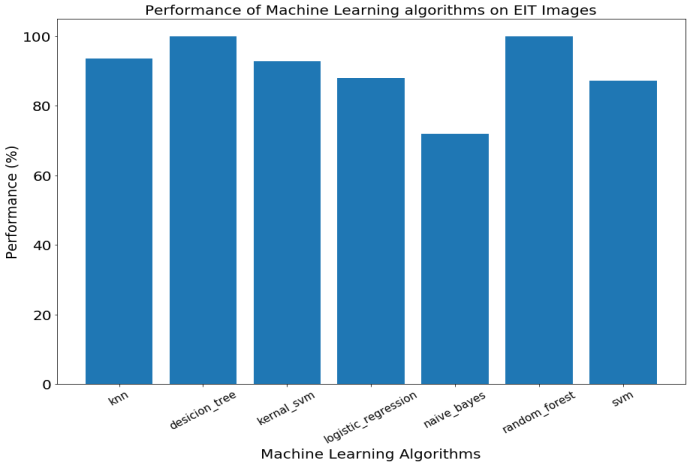 Performance of Machine Learning algorithms on EIT Images
Performance (%)
100
80
60
40
20
0
knn
desicion_tree
kernal_svm
logistic_regression
naive_bayes
random_forest
svm
Machine Learning Algorithms